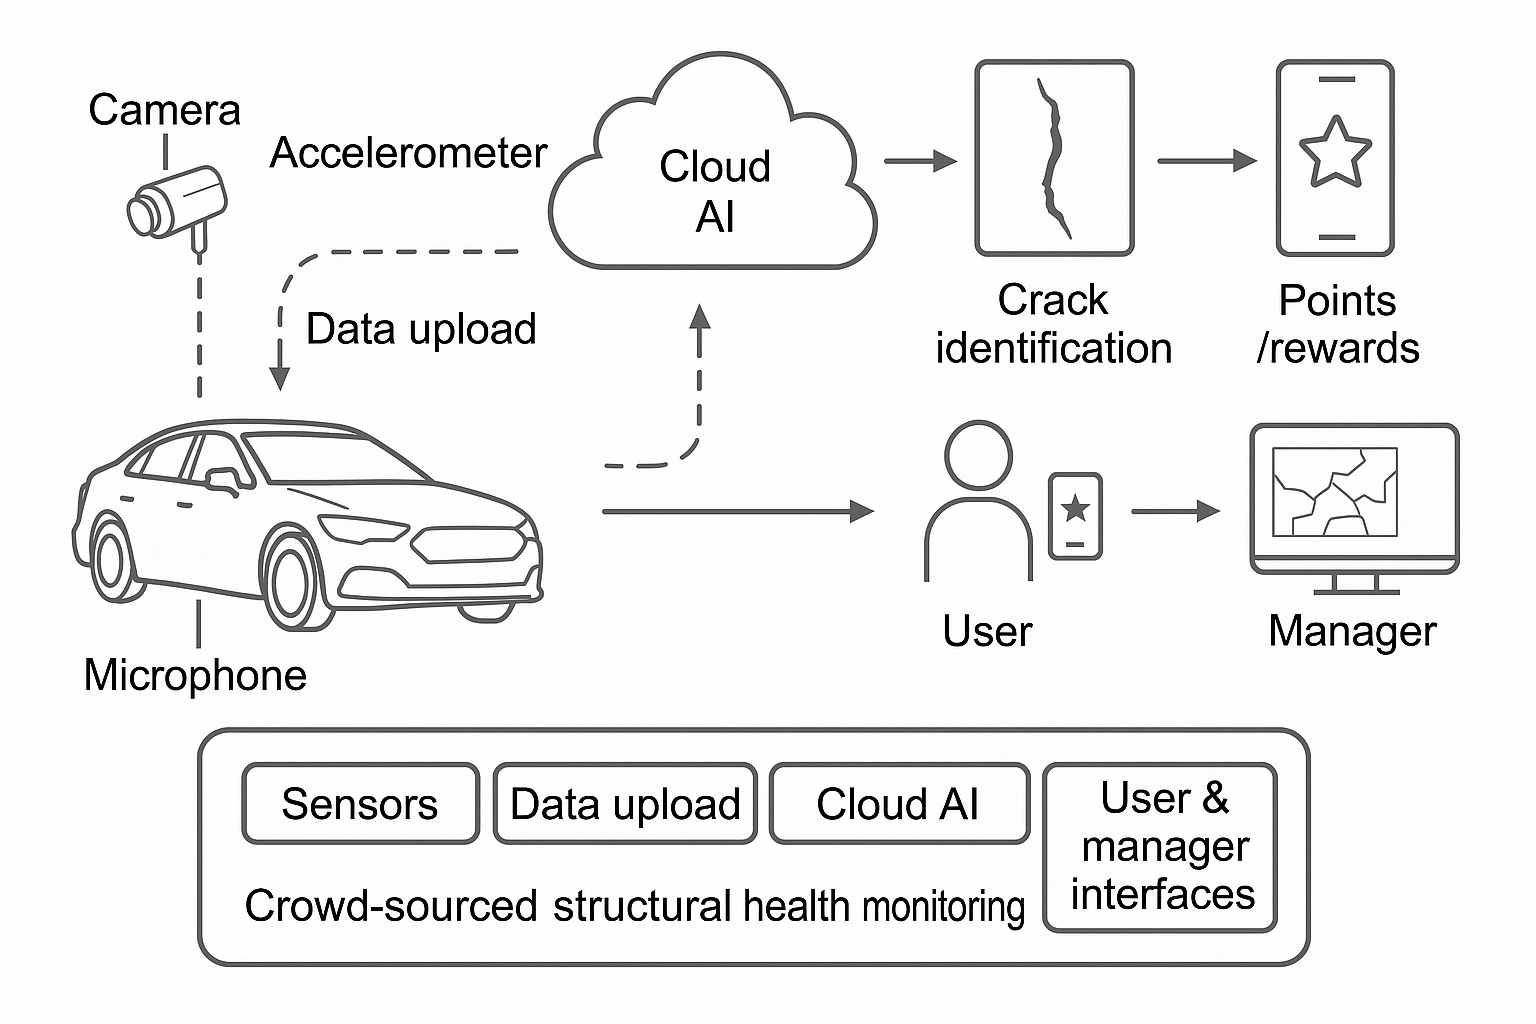 Camera
Accelerometer
Cloud
AI
Data upload
Crack
identification
Points
/rewards
Microphone
User
Manager
Sensors
Data upload
Cloud AI
User &
manager
interfaces
Crowd-sourced structural health monitoring